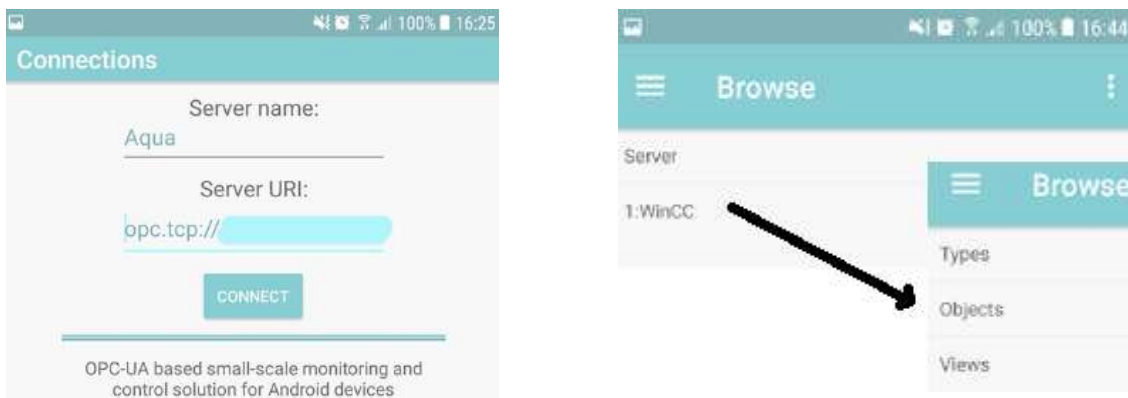 100% 16:25
Connections
Server name:
Aqua
Server URI:
opc.tcp://
CONNECT
OPC-UA based small-scale monitoring and
control solution for Android devices
100% 16:44
Browse
Server
1:WinCC
Browse
Types
Objects
Views